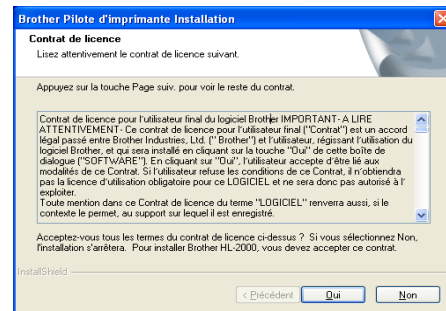 Brother Pilote d'imprimante Installation
Contrat de licence
Lisez attentivement le contrat de licence suivant.
Appuyez sur la touche Page suiv. pour voir le reste du contrat.
Contrat de licence pour l'utilisateur final du logiciel Brother IMPORTANT- A LIRE
ATTENTIVEMENT- Ce contrat de licence pour l'utilisateur final ("Contrat") est un accord
légal passé entre Brother Industries, Ltd. (" Brother") et l'utilisateur, régissant l'utilisation du
logiciel Brother, et qui sera installé en cliquant sur la touche "Oui" de cette boîte de
dialogue ("SOFTWARE"). En cliquant sur "Oui", l'utilisateur accepte d'être lié aux
modalités de ce Contrat. Si l'utilisateur refuse les conditions de ce Contrat, il n'obtiendra
pas la licence d'utilisation obligatoire pour ce LOGICIEL et ne sera donc pas autorisé à l'
exploiter.
Toute mention dans ce Contrat de licence du terme "LOGICIEL" renverra aussi, si le
contexte le permet, au support sur lequel il est enregistré.
Acceptez-vous tous les termes du contrat de licence ci-dessus ? Si vous sélectionnez Non,
l'installation s'arrêtera. Pour installer Brother HL-2000, vous devez accepter ce contrat.
InstallShield
< Précédent
Oui
Non